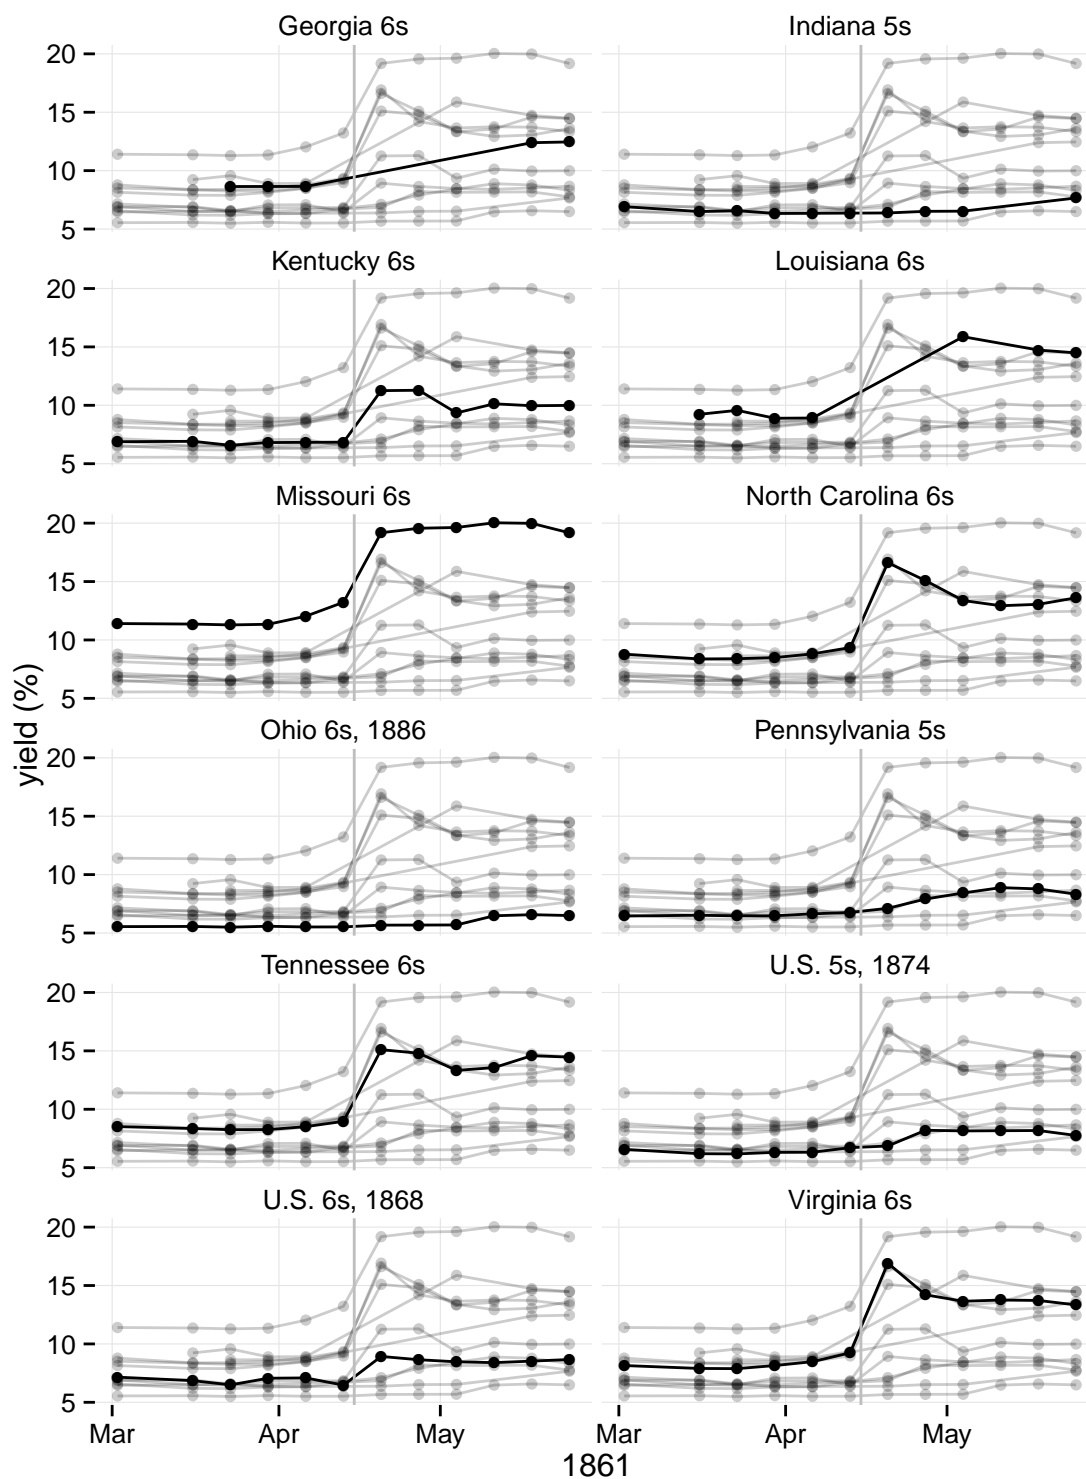 Georgia 6s
Indiana 5s
20
15
10
5
Kentucky 6s
Louisiana 6s
20
15
10
5
Missouri 6s
North Carolina 6s
20
15
10
5
yield (%)
Ohio 6s, 1886
Pennsylvania 5s
20
15
10
5
Tennessee 6s
U.S. 5s, 1874
20
15
10
5
U.S. 6s, 1868
Virginia 6s
20
15
10
5
Mar Apr May
Mar Apr May
1861